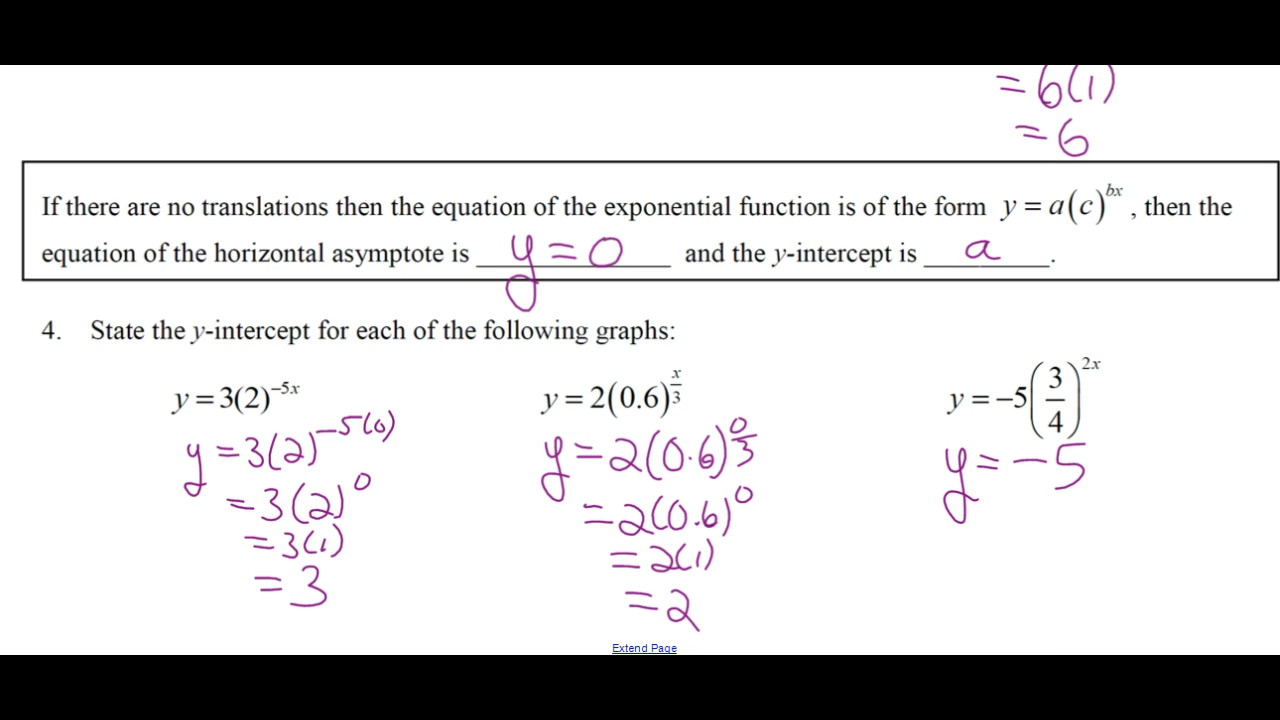 = 6(1)
= 6
If there are no translations then the equation of the exponential function is of the form y = a(c)^{bx}, then the
equation of the horizontal asymptote is y = 0 and the y-intercept is a.
4. State the y-intercept for each of the following graphs:
y = 3(2)^{-5x}
y = 3(2)^{-5(0)}
= 3(2)^0
= 3(1)
= 3
y = 2(0.6)^{x/3}
y = 2(0.6)^{0/3}
= 2(0.6)^0
= 2(1)
= 2
y = -5(3/4)^{2x}
y = -5
Extend Page